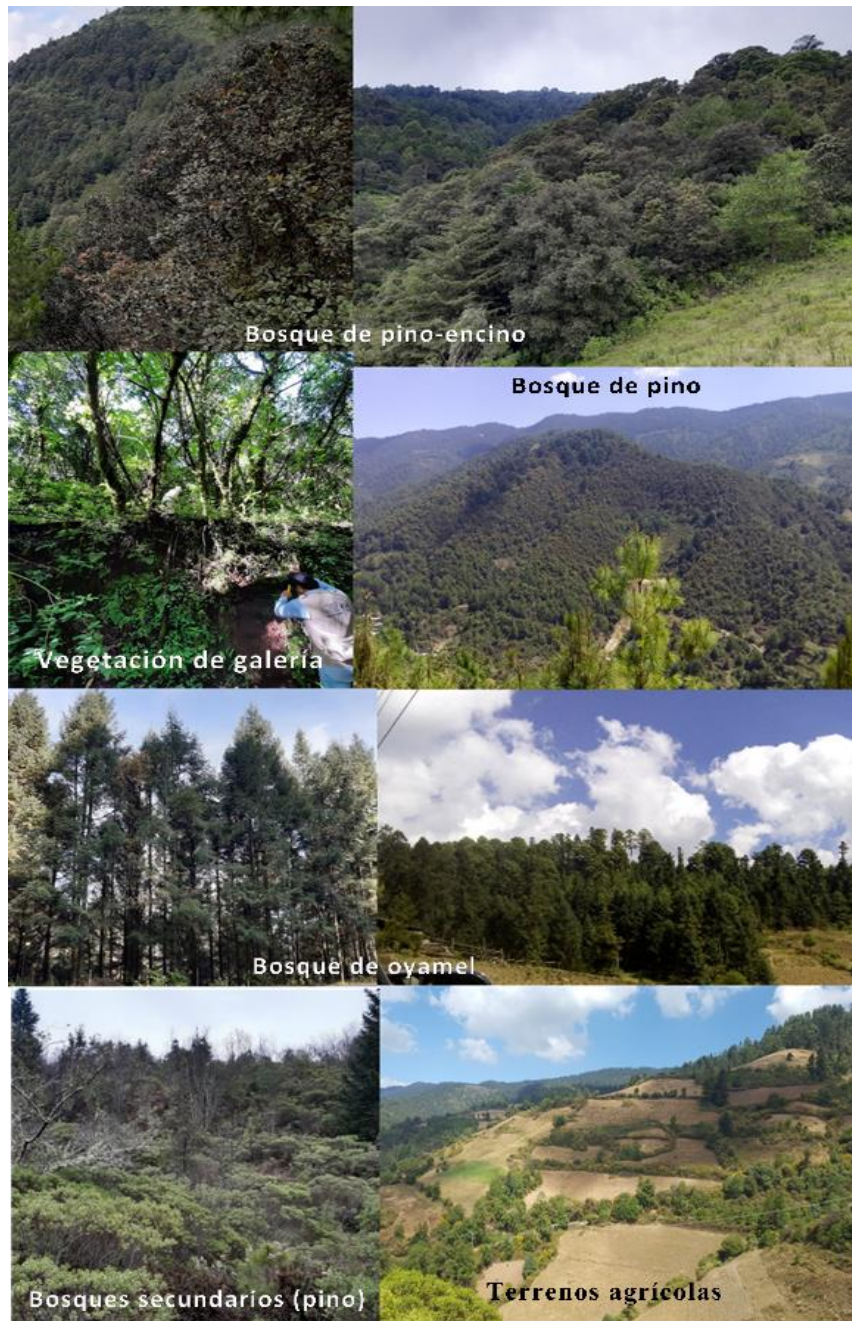 Bosque de pino-encino
Bosque de pino
Vegetación de galería
Bosque de oyamel
Bosques secundarios (pino)
Terrenos agrícolas